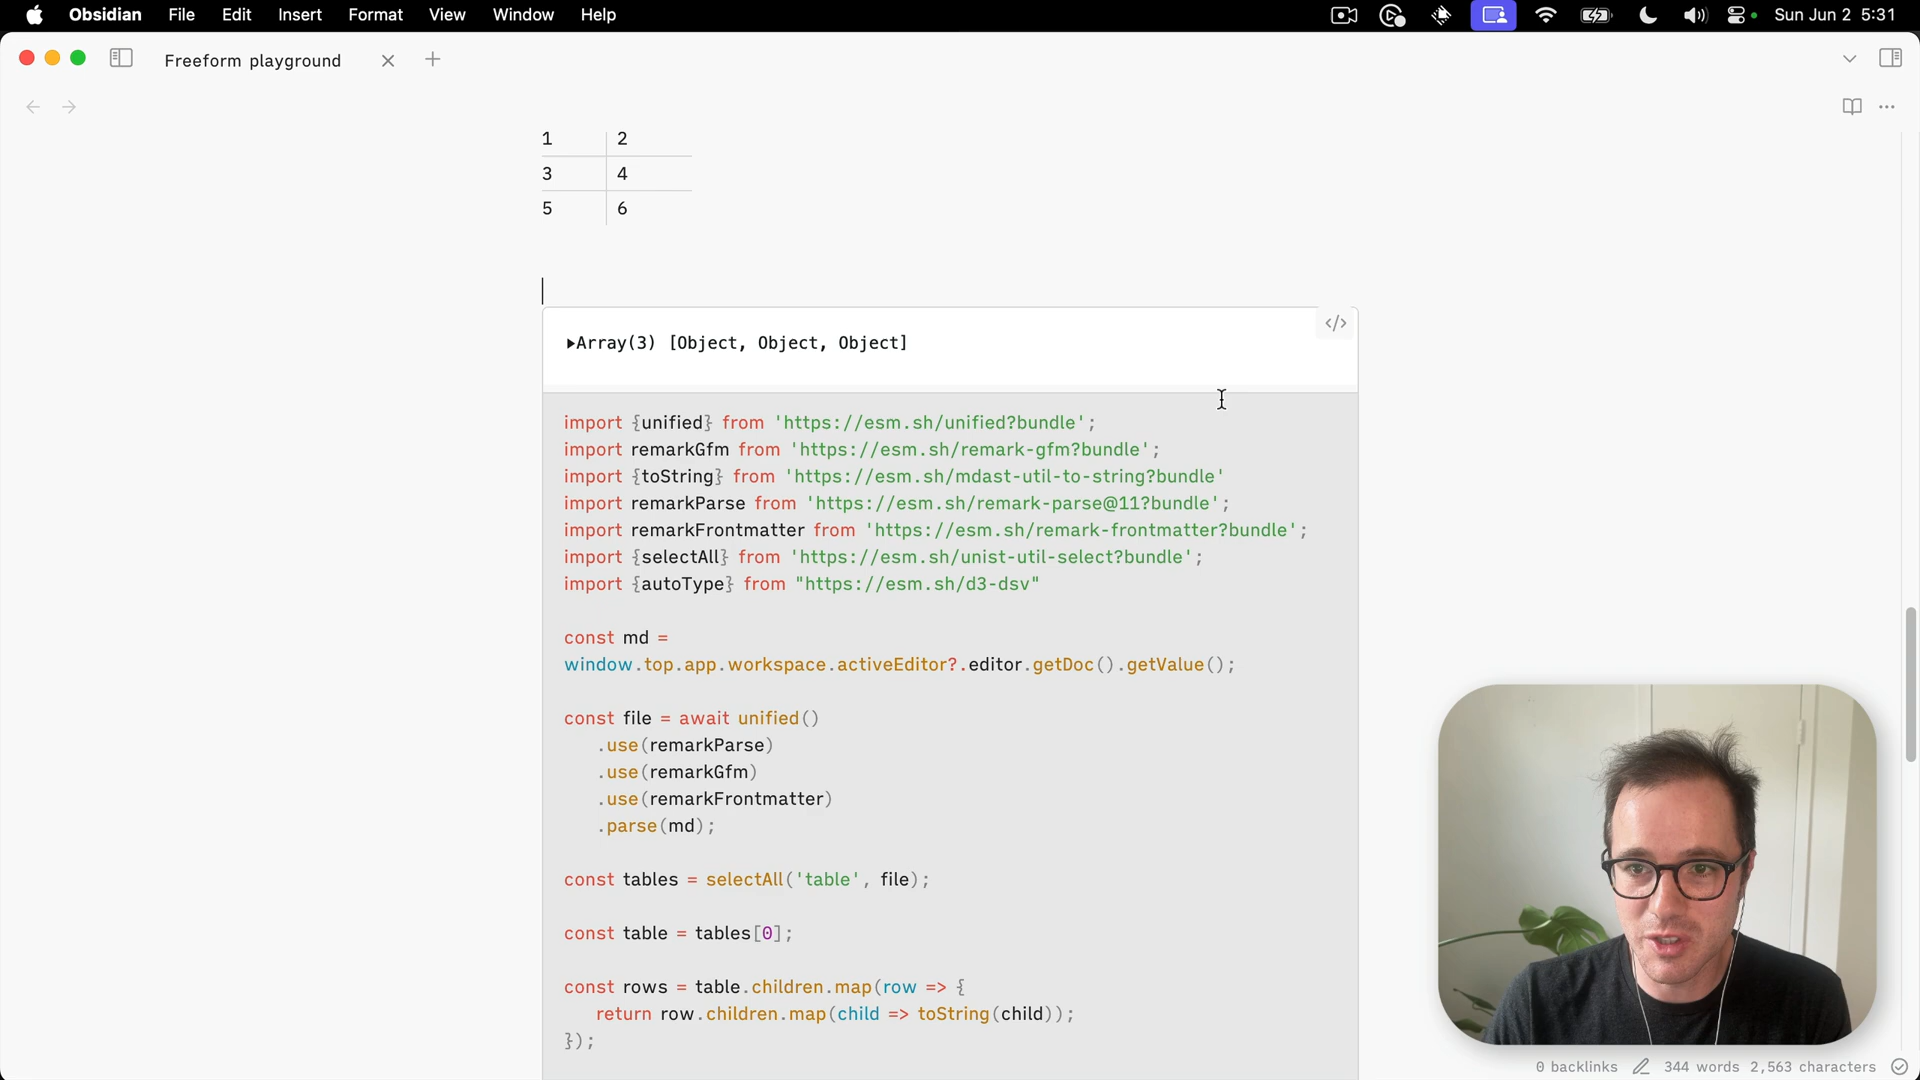 Obsidian File Edit Insert Format View Window Help Sun Jun 2 5:31
Freeform playground
1 2
3 4
5 6
▸Array(3) [Object, Object, Object]
</>
import {unified} from 'https://esm.sh/unified?bundle';
import remarkGfm from 'https://esm.sh/remark-gfm?bundle';
import {toString} from 'https://esm.sh/mdast-util-to-string?bundle'
import remarkParse from 'https://esm.sh/remark-parse@11?bundle';
import remarkFrontmatter from 'https://esm.sh/remark-frontmatter?bundle';
import {selectAll} from 'https://esm.sh/unist-util-select?bundle';
import {autoType} from "https://esm.sh/d3-dsv"
const md =
window.top.app.workspace.activeEditor?.editor.getDoc().getValue();
const file = await unified()
.use(remarkParse)
.use(remarkGfm)
.use(remarkFrontmatter)
.parse(md);
const tables = selectAll('table', file);
const table = tables[0];
const rows = table.children.map(row => {
return row.children.map(child => toString(child));
});
0 backlinks 344 words 2,563 characters